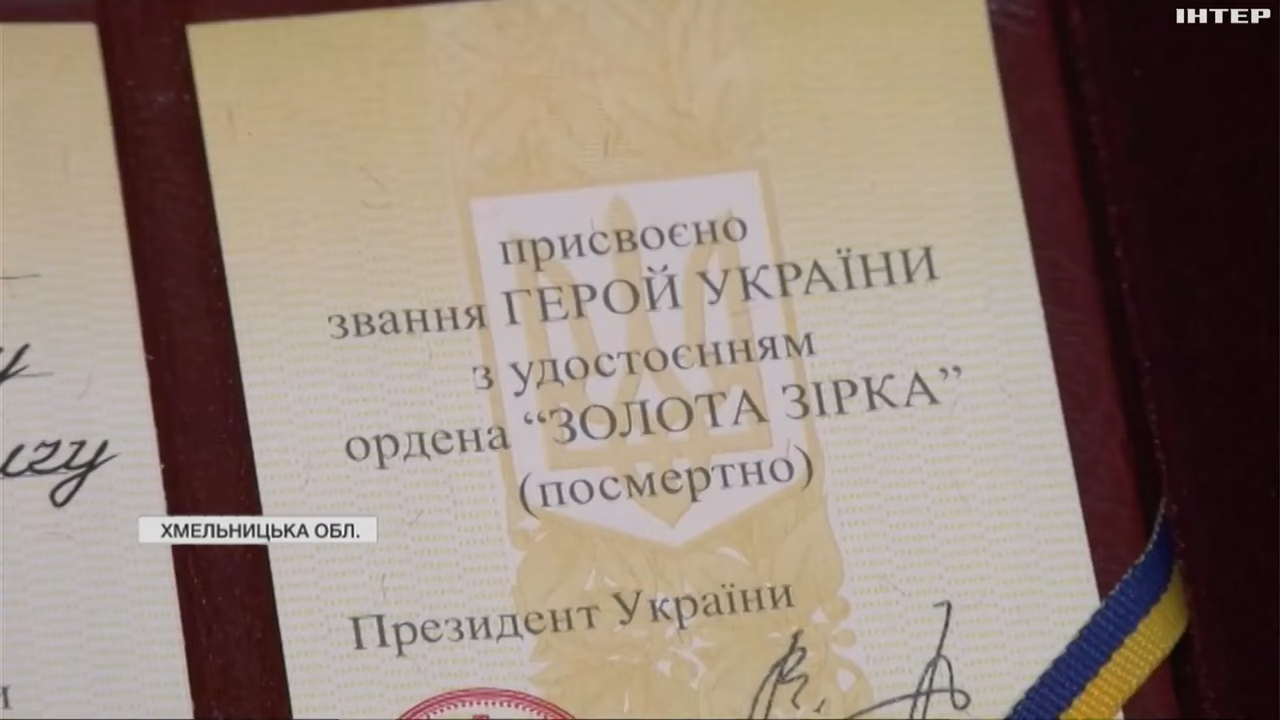 ІНТЕР
присвоєно
звання ГЕРОЙ УКРАЇНИ
з удостоєнням
ордена “ЗОЛОТА ЗІРКА”
(посмертно)
ХМЕЛЬНИЦЬКА ОБЛ.
Президент України